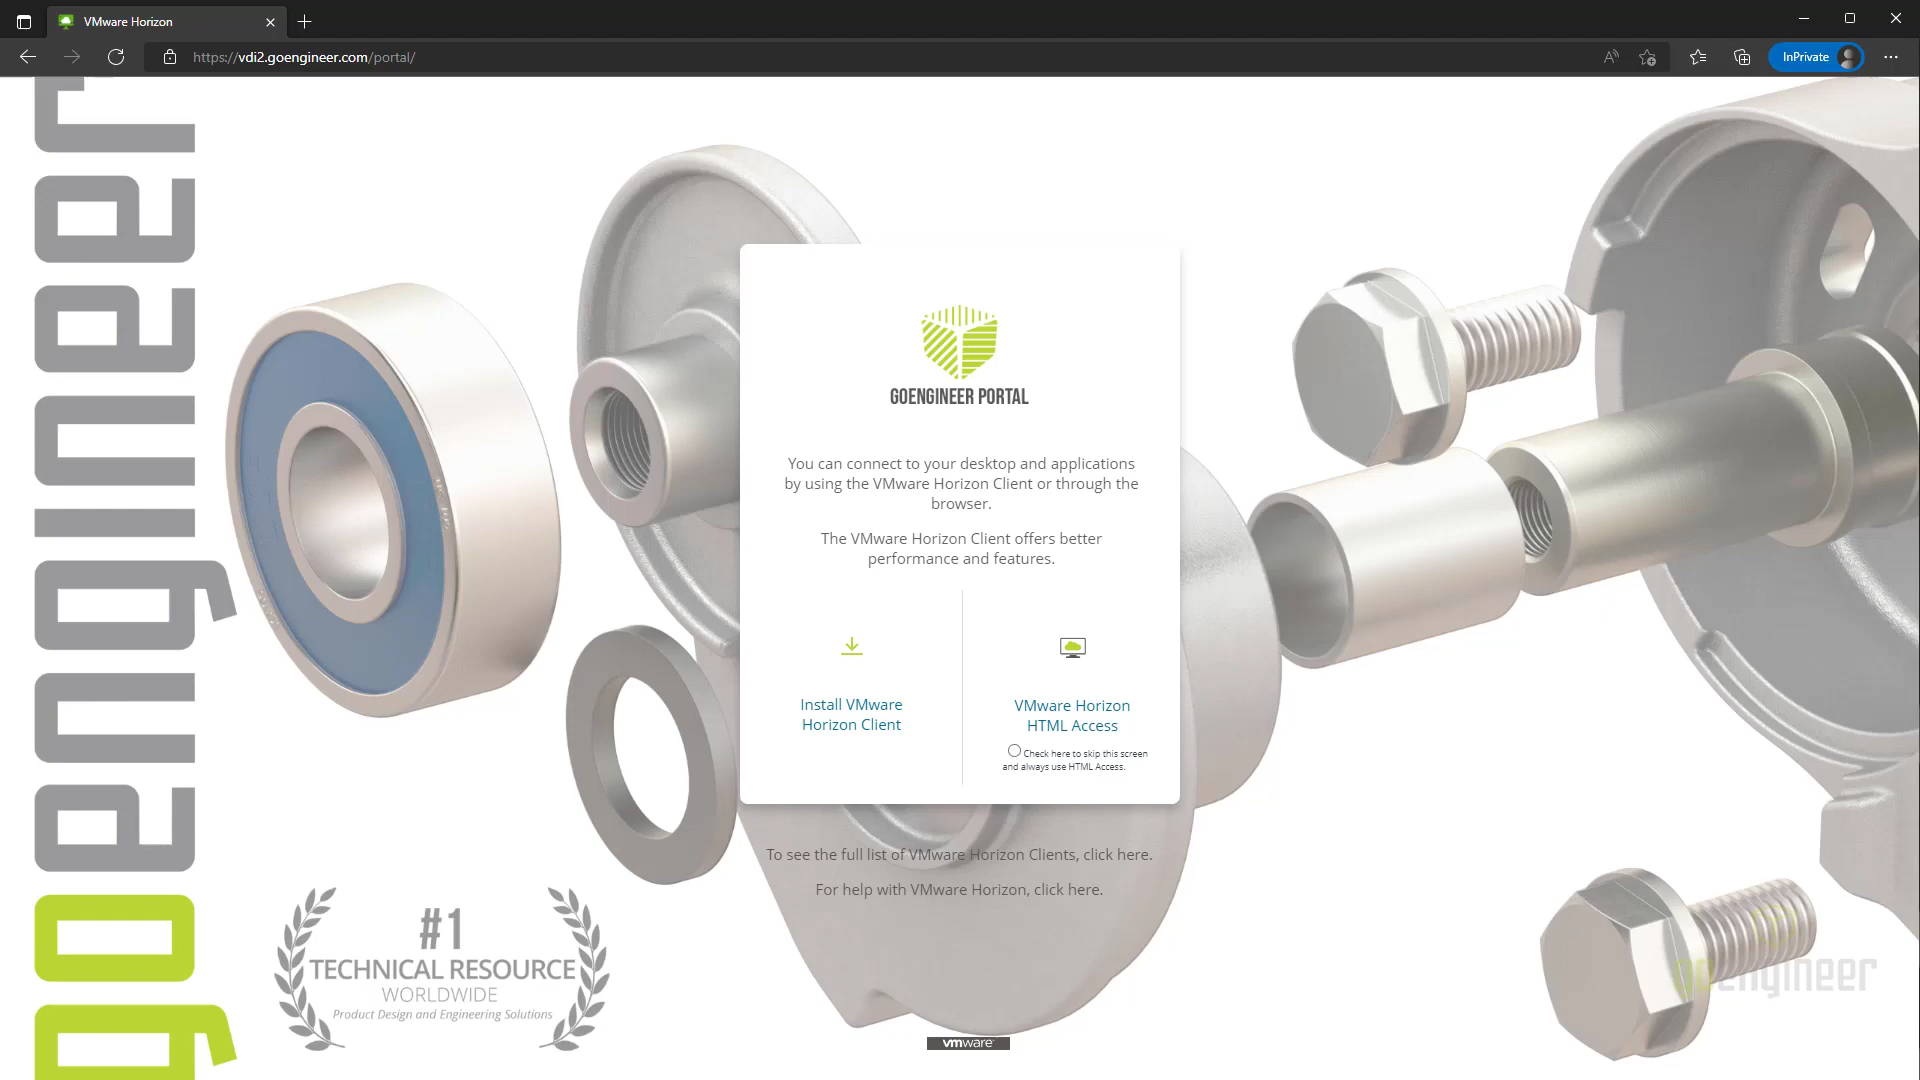 VMware Horizon
https://vdi2.goengineer.com/portal/
InPrivate
goengineer
GOENGINEER PORTAL
You can connect to your desktop and applications
by using the VMware Horizon Client or through the
browser.
The VMware Horizon Client offers better
performance and features.
Install VMware
Horizon Client
VMware Horizon
HTML Access
Check here to skip this screen
and always use HTML Access.
To see the full list of VMware Horizon Clients, click here.
For help with VMware Horizon, click here.
#1
TECHNICAL RESOURCE
WORLDWIDE
Product Design and Engineering Solutions
goengineer
vmware